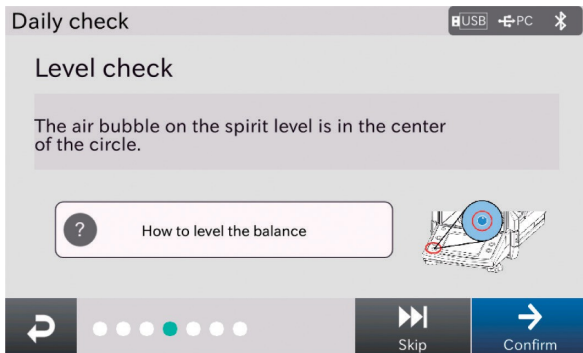 Daily check
USB PC
Level check
The air bubble on the spirit level is in the center
of the circle.
? How to level the balance
Skip
Confirm